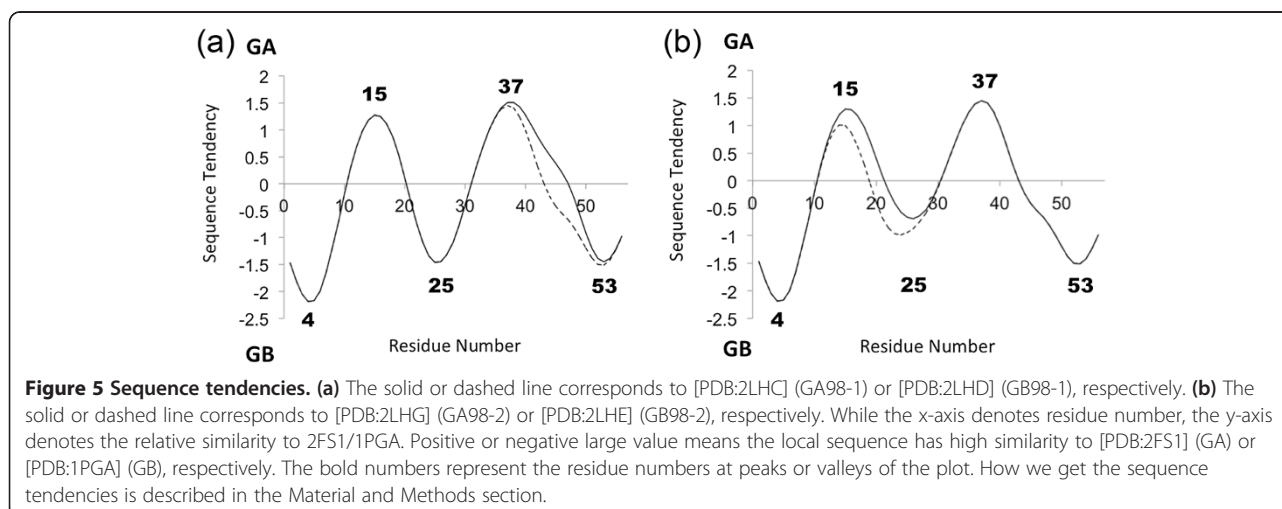 (a) GA
2
1.5
1
0.5
0
-0.5
-1
-1.5
-2
-2.5
Sequence Tendency
15
37
0 10 20 30 40 50
25
53
4
GB
Residue Number
(b) GA
2
1.5
1
0.5
0
-0.5
-1
-1.5
-2
-2.5
Sequence Tendency
15
37
0 10 20 30 40 50
25
53
4
GB
Residue Number
Figure 5 Sequence tendencies. (a) The solid or dashed line corresponds to [PDB:2LHC] (GA98-1) or [PDB:2LHD] (GB98-1), respectively. (b) The
solid or dashed line corresponds to [PDB:2LHG] (GA98-2) or [PDB:2LHE] (GB98-2), respectively. While the x-axis denotes residue number, the y-axis
denotes the relative similarity to 2FS1/1PGA. Positive or negative large value means the local sequence has high similarity to [PDB:2FS1] (GA) or
[PDB:1PGA] (GB), respectively. The bold numbers represent the residue numbers at peaks or valleys of the plot. How we get the sequence
tendencies is described in the Material and Methods section.